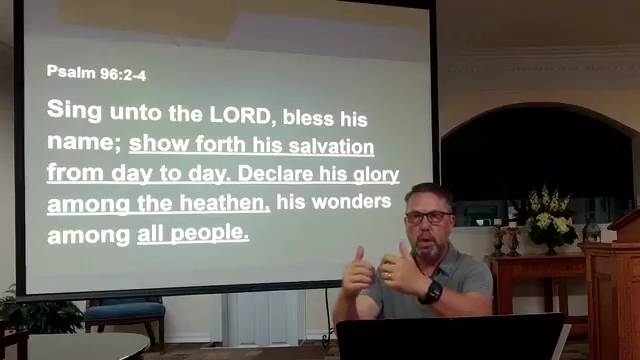 Psalm 96:2-4
Sing unto the LORD, bless his
name; show forth his salvation
from day to day. Declare his glory
among the heathen, his wonders
among all people.